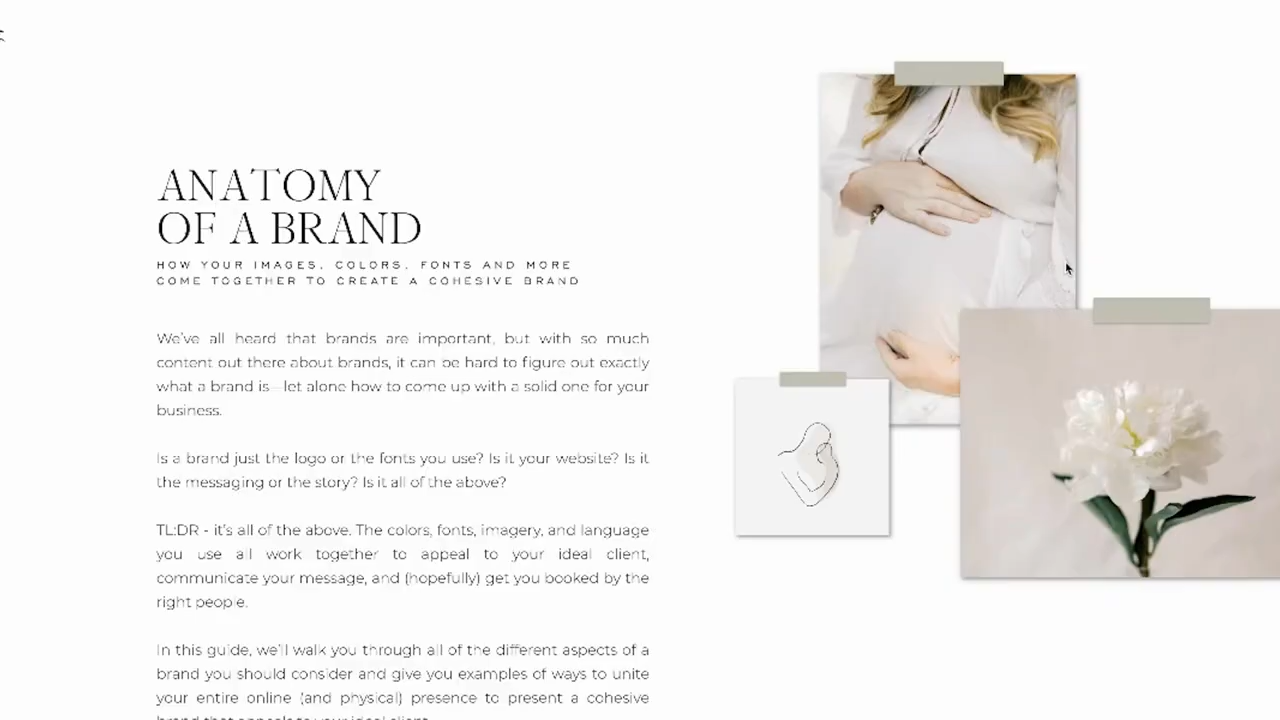 ANATOMY
OF A BRAND
HOW YOUR IMAGES, COLORS, FONTS AND MORE
COME TOGETHER TO CREATE A COHESIVE BRAND
We've all heard that brands are important, but with so much
content out there about brands, it can be hard to figure out exactly
what a brand is—let alone how to come up with a solid one for your
business.
Is a brand just the logo or the fonts you use? Is it your website? Is it
the messaging or the story? Is it all of the above?
TL:DR - it's all of the above. The colors, fonts, imagery, and language
you use all work together to appeal to your ideal client,
communicate your message, and (hopefully) get you booked by the
right people.
In this guide, we'll walk you through all of the different aspects of a
brand you should consider and give you examples of ways to unite
your entire online (and physical) presence to present a cohesive
brand that appeals to your ideal client.